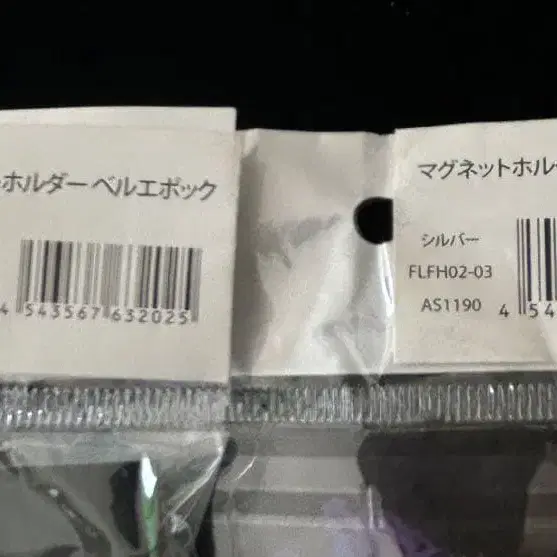 ホルダー ベルエポック
4 543567 632025
マグネットホル
シルバー
FLFH02-03
AS1190
4 54